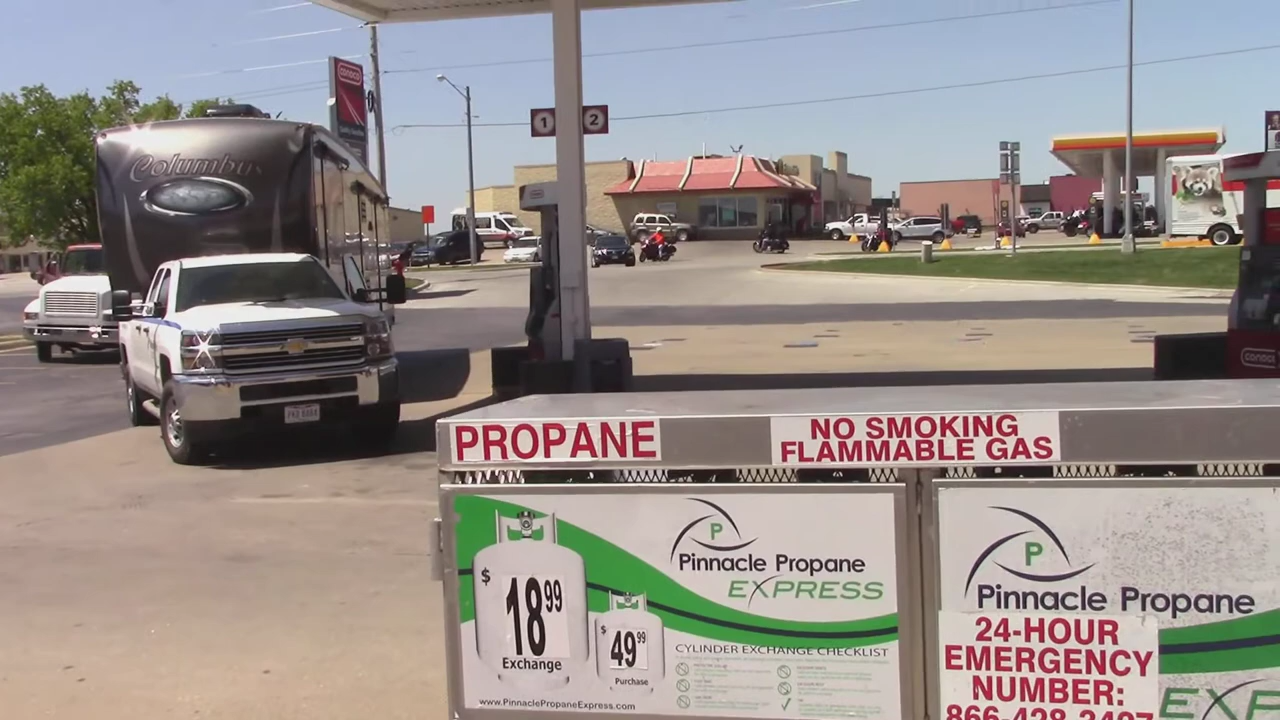 conoco
Columbus
1 2
PROPANE
NO SMOKING
FLAMMABLE GAS
P
Pinnacle Propane
EXPRESS
$ 18 99
Exchange
$ 49 99
Purchase
CYLINDER EXCHANGE CHECKLIST
www.PinnaclePropaneExpress.com
P
Pinnacle Propane
24-HOUR
EMERGENCY
NUMBER:
conoco